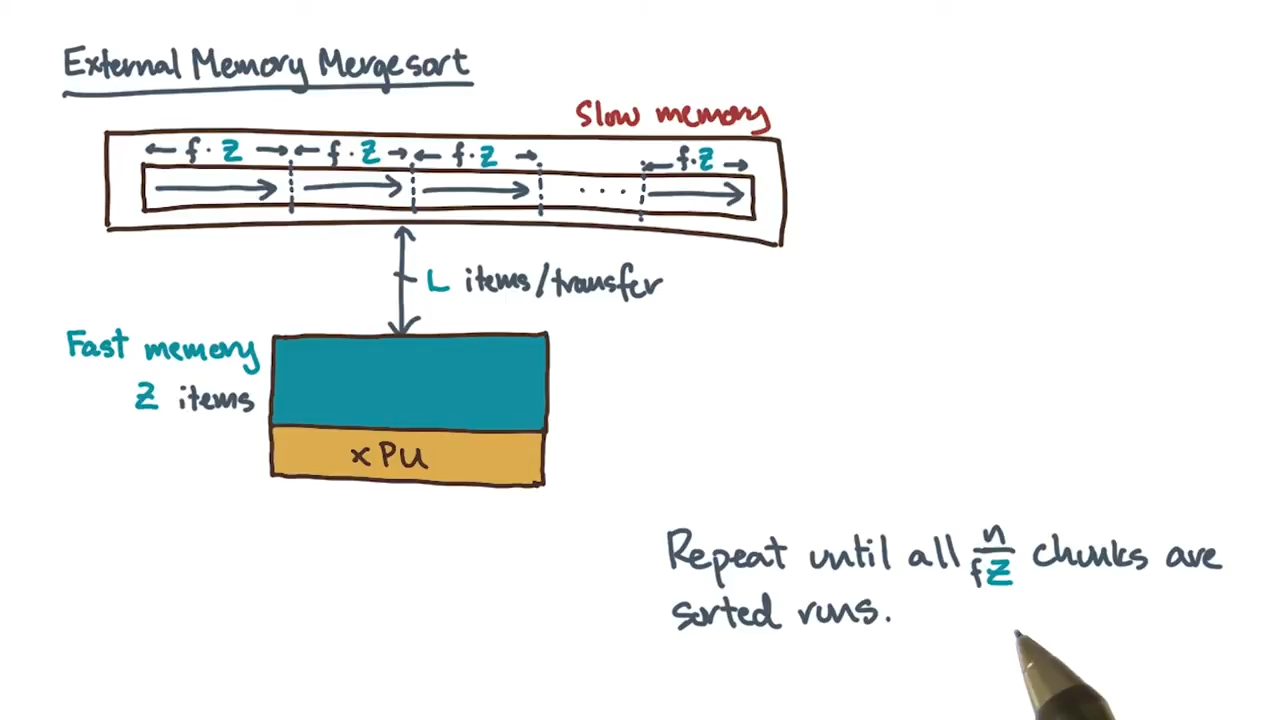 External Memory Mergesort
Slow memory
← f · Z → ← f · Z → ← f · Z → ← f · Z →
. . .
L items/transfer
Fast memory
Z items
xPU
Repeat until all n/fZ chunks are
sorted runs.